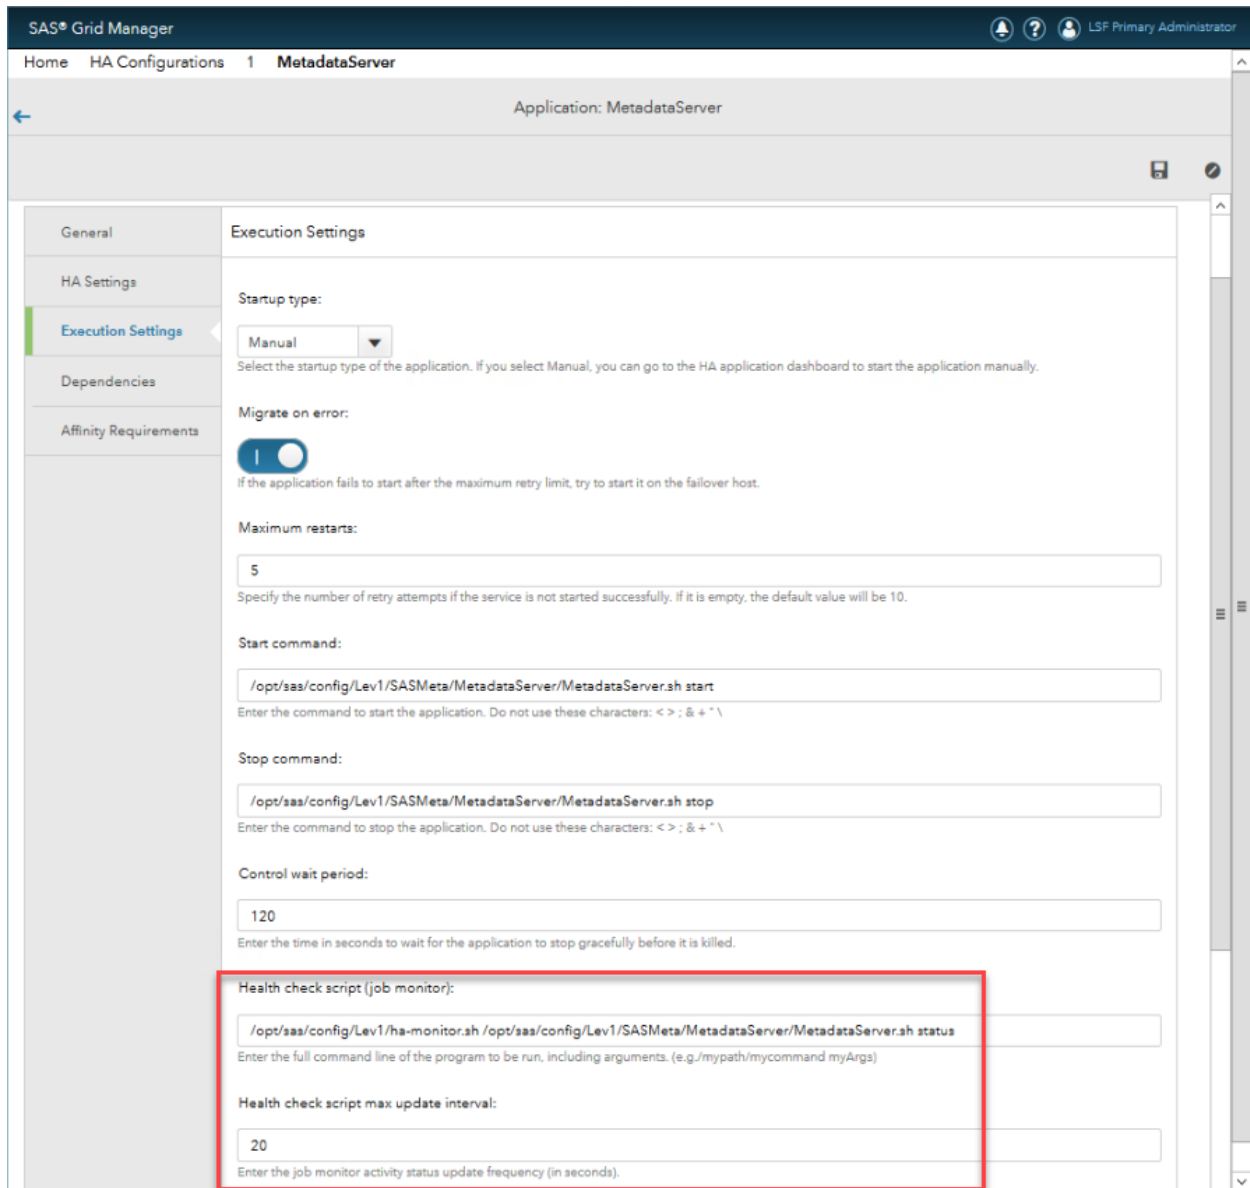 SAS® Grid Manager
LSF Primary Administrator
Home HA Configurations 1 MetadataServer
Application: MetadataServer
General
HA Settings
Execution Settings
Dependencies
Affinity Requirements
Execution Settings
Startup type:
Manual
Select the startup type of the application. If you select Manual, you can go to the HA application dashboard to start the application manually.
Migrate on error:
If the application fails to start after the maximum retry limit, try to start it on the failover host.
Maximum restarts:
5
Specify the number of retry attempts if the service is not started successfully. If it is empty, the default value will be 10.
Start command:
/opt/sas/config/Lev1/SASMeta/MetadataServer/MetadataServer.sh start
Enter the command to start the application. Do not use these characters: < > ; & + " \
Stop command:
/opt/sas/config/Lev1/SASMeta/MetadataServer/MetadataServer.sh stop
Enter the command to stop the application. Do not use these characters: < > ; & + " \
Control wait period:
120
Enter the time in seconds to wait for the application to stop gracefully before it is killed.
Health check script (job monitor):
/opt/sas/config/Lev1/ha-monitor.sh /opt/sas/config/Lev1/SASMeta/MetadataServer/MetadataServer.sh status
Enter the full command line of the program to be run, including arguments. (e.g./mypath/mycommand myArgs)
Health check script max update interval:
20
Enter the job monitor activity status update frequency (in seconds).